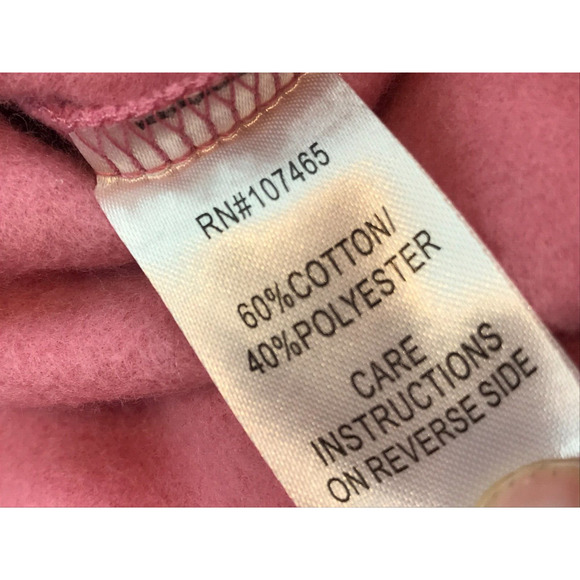 RN#107465
60%COTTON/
40%POLYESTER
CARE
INSTRUCTIONS
ON REVERSE SIDE